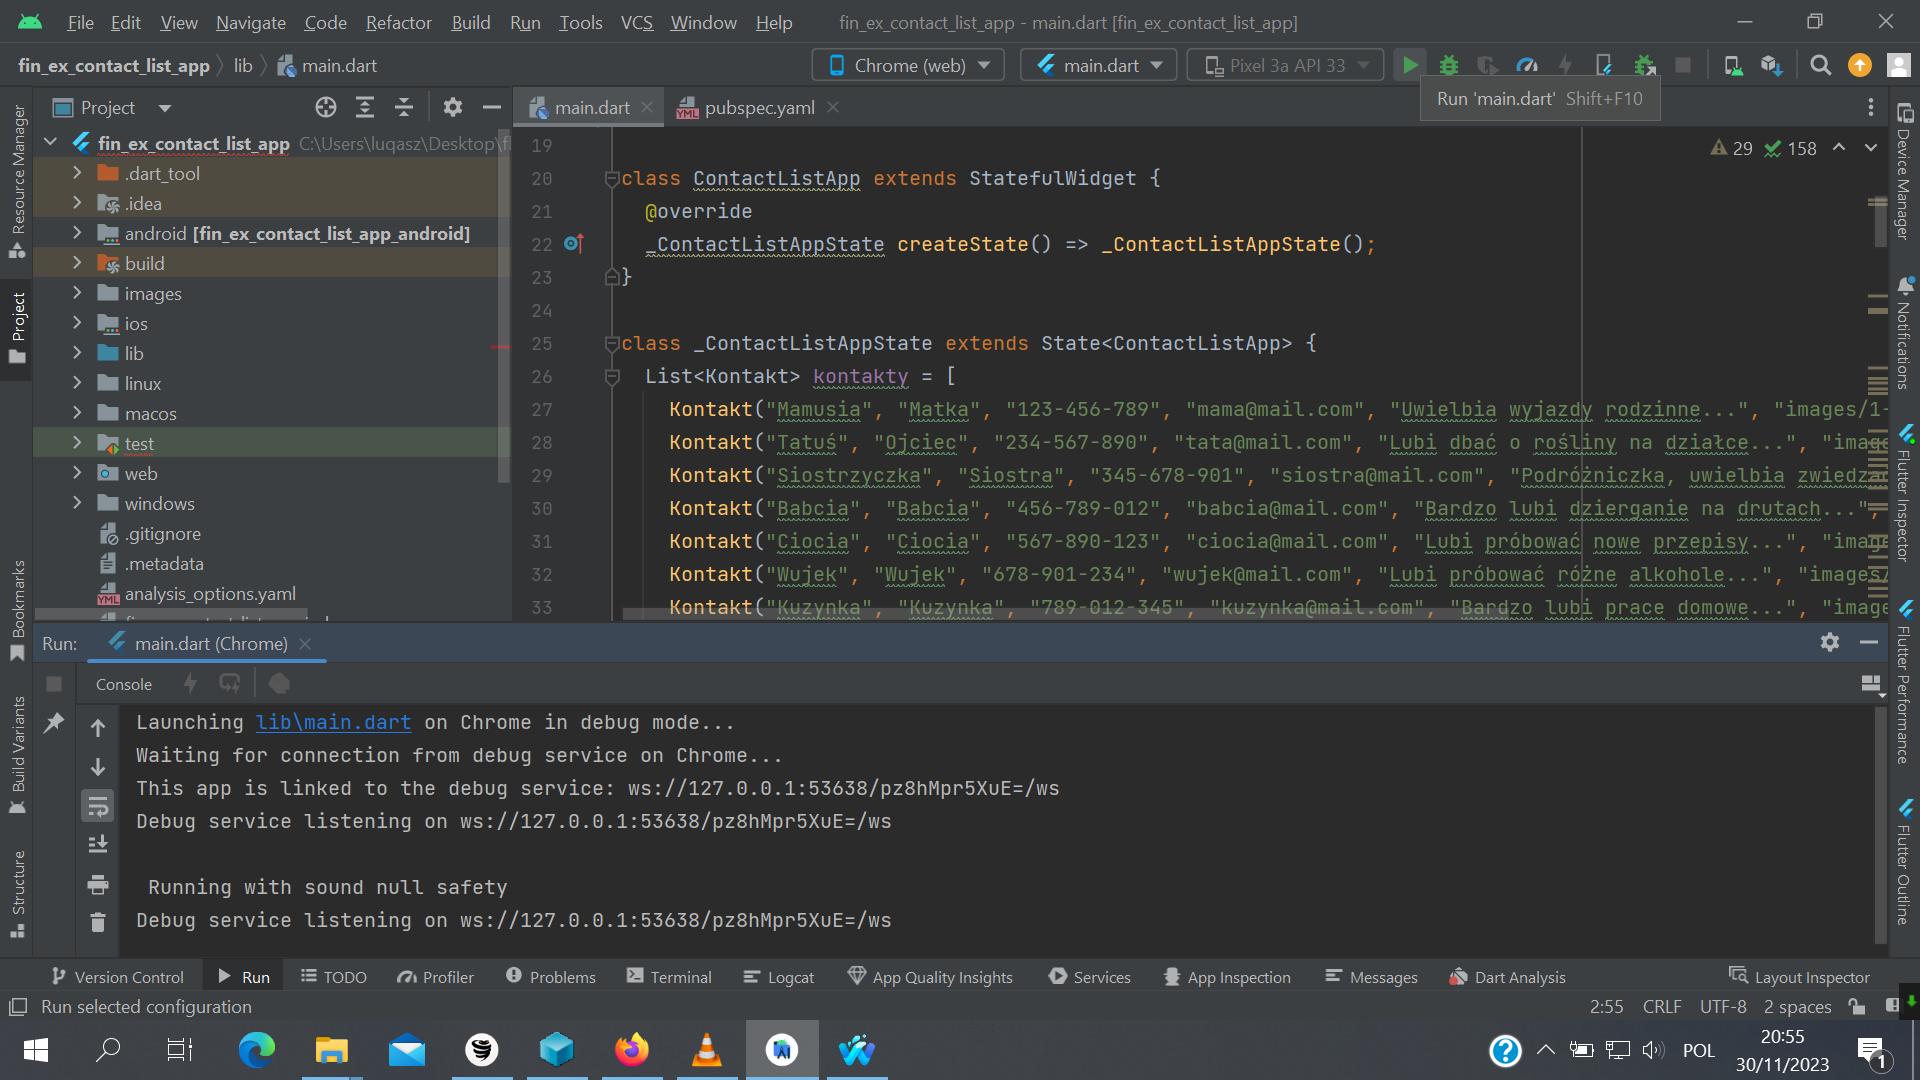 File Edit View Navigate Code Refactor Build Run Tools VCS Window Help fin_ex_contact_list_app - main.dart [fin_ex_contact_list_app]
fin_ex_contact_list_app lib main.dart Chrome (web) main.dart Pixel 3a API 33
Run 'main.dart' Shift+F10
Project main.dart pubspec.yaml
fin_ex_contact_list_app C:\Users\luqasz\Desktop\
.dart_tool
.idea
android [fin_ex_contact_list_app_android]
build
images
ios
lib
linux
macos
test
web
windows
.gitignore
.metadata
analysis_options.yaml
29 158
19
20 class ContactListApp extends StatefulWidget {
21 @override
22 _ContactListAppState createState() => _ContactListAppState();
23 }
24
25 class _ContactListAppState extends State<ContactListApp> {
26 List<Kontakt> kontakty = [
27 Kontakt("Mamusia", "Matka", "123-456-789", "mama@mail.com", "Uwielbia wyjazdy rodzinne...", "images/1-
28 Kontakt("Tatuś", "Ojciec", "234-567-890", "tata@mail.com", "Lubi dbać o rośliny na działce...", "imag
29 Kontakt("Siostrzyczka", "Siostra", "345-678-901", "siostra@mail.com", "Podróżniczka, uwielbia zwiedza
30 Kontakt("Babcia", "Babcia", "456-789-012", "babcia@mail.com", "Bardzo lubi dzierganie na drutach...",
31 Kontakt("Ciocia", "Ciocia", "567-890-123", "ciocia@mail.com", "Lubi próbować nowe przepisy...", "imag
32 Kontakt("Wujek", "Wujek", "678-901-234", "wujek@mail.com", "Lubi próbować różne alkohole...", "images/
33 Kontakt("Kuzynka", "Kuzynka", "789-012-345", "kuzynka@mail.com", "Bardzo lubi prace domowe...", "imag
Resource Manager
Project
Bookmarks
Build Variants
Structure
Device Manager
Notifications
Flutter Inspector
Flutter Performance
Flutter Outline
Run: main.dart (Chrome)
Console
Launching lib\main.dart on Chrome in debug mode...
Waiting for connection from debug service on Chrome...
This app is linked to the debug service: ws://127.0.0.1:53638/pz8hMpr5XuE=/ws
Debug service listening on ws://127.0.0.1:53638/pz8hMpr5XuE=/ws
Running with sound null safety
Debug service listening on ws://127.0.0.1:53638/pz8hMpr5XuE=/ws
Version Control Run TODO Profiler Problems Terminal Logcat App Quality Insights Services App Inspection Messages Dart Analysis Layout Inspector
Run selected configuration 2:55 CRLF UTF-8 2 spaces
POL 20:55
30/11/2023 1